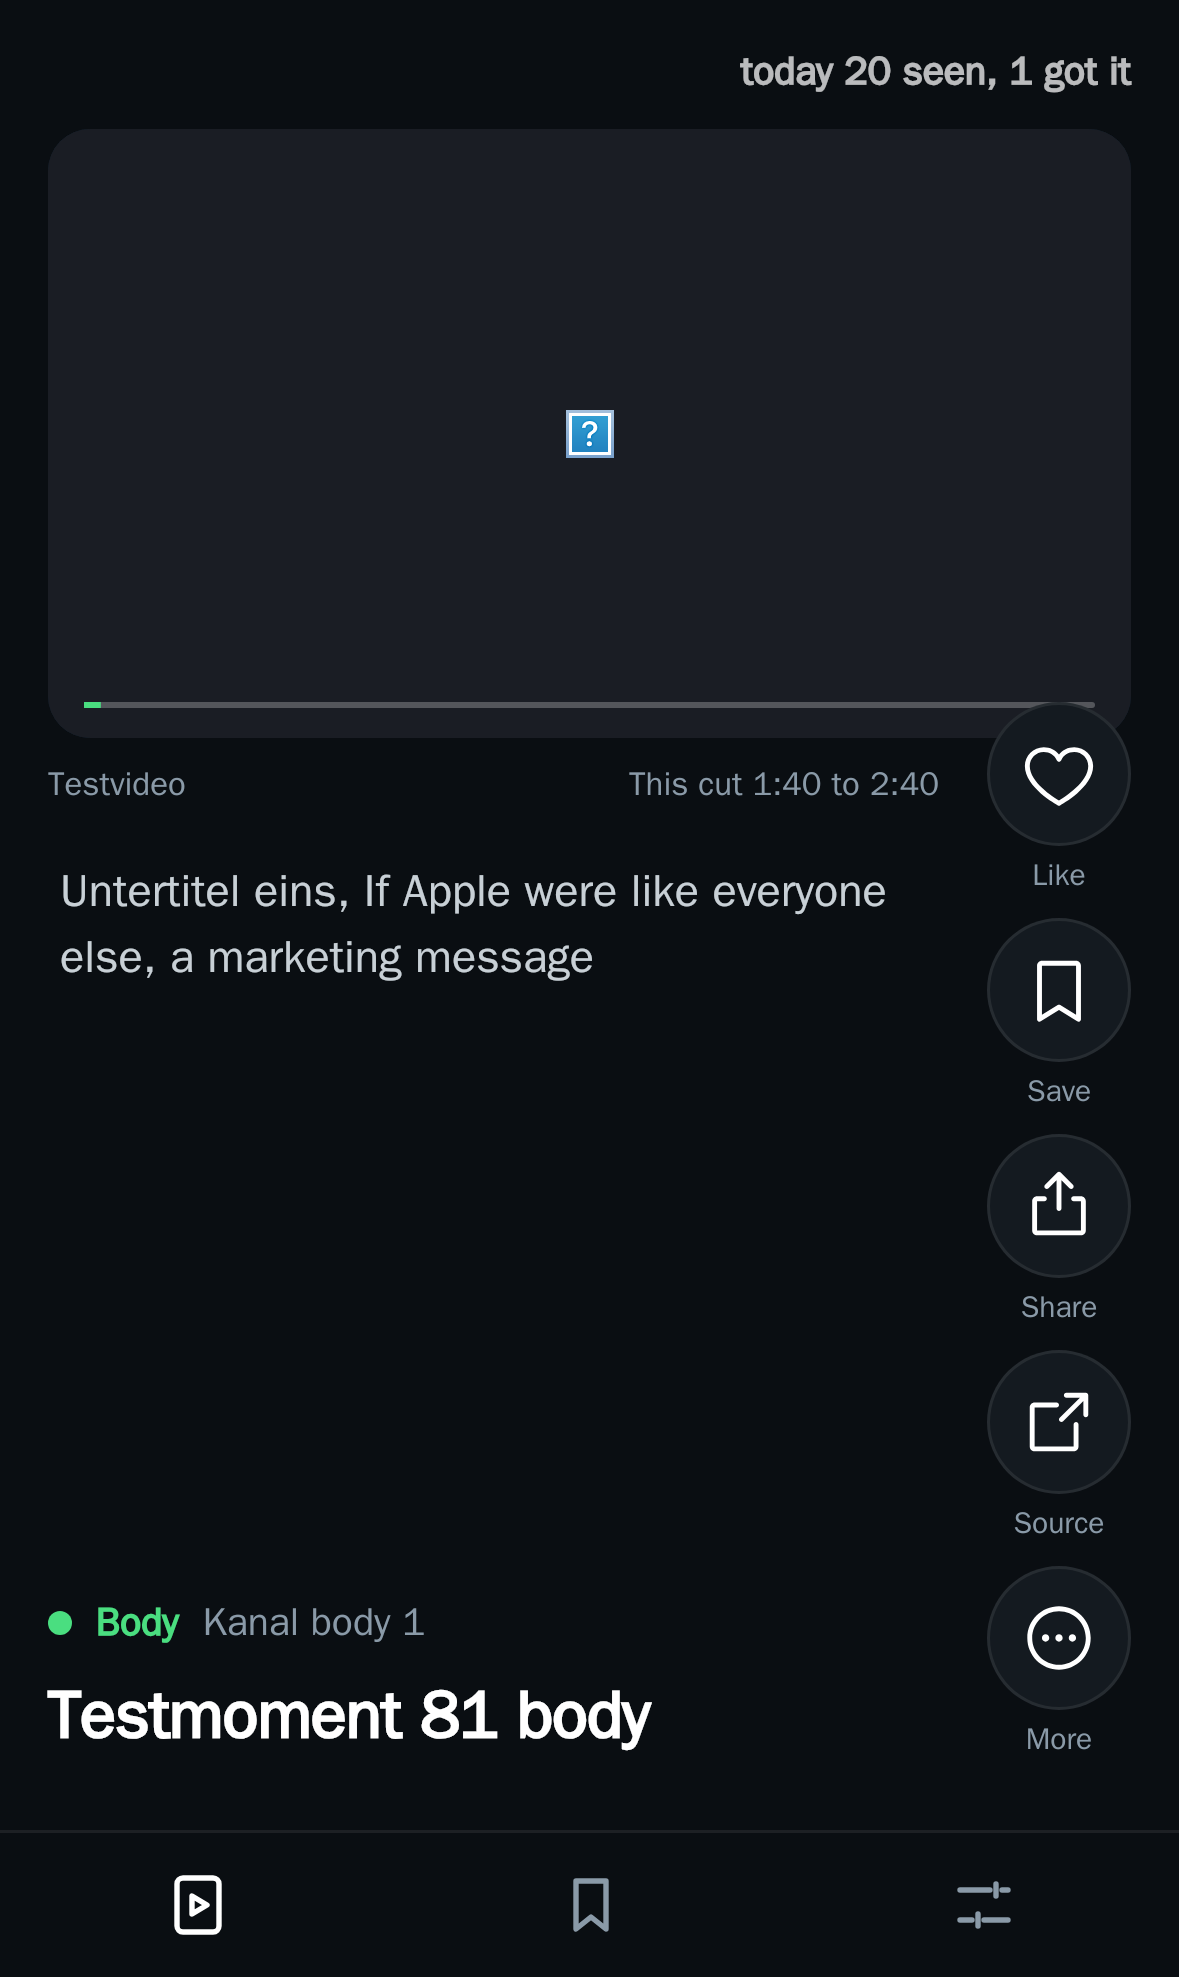 today 20 seen, 1 got it
?
Testvideo
This cut 1:40 to 2:40
Like
Untertitel eins, If Apple were like everyone
else, a marketing message
Save
Share
Source
Body Kanal body 1
Testmoment 81 body
More